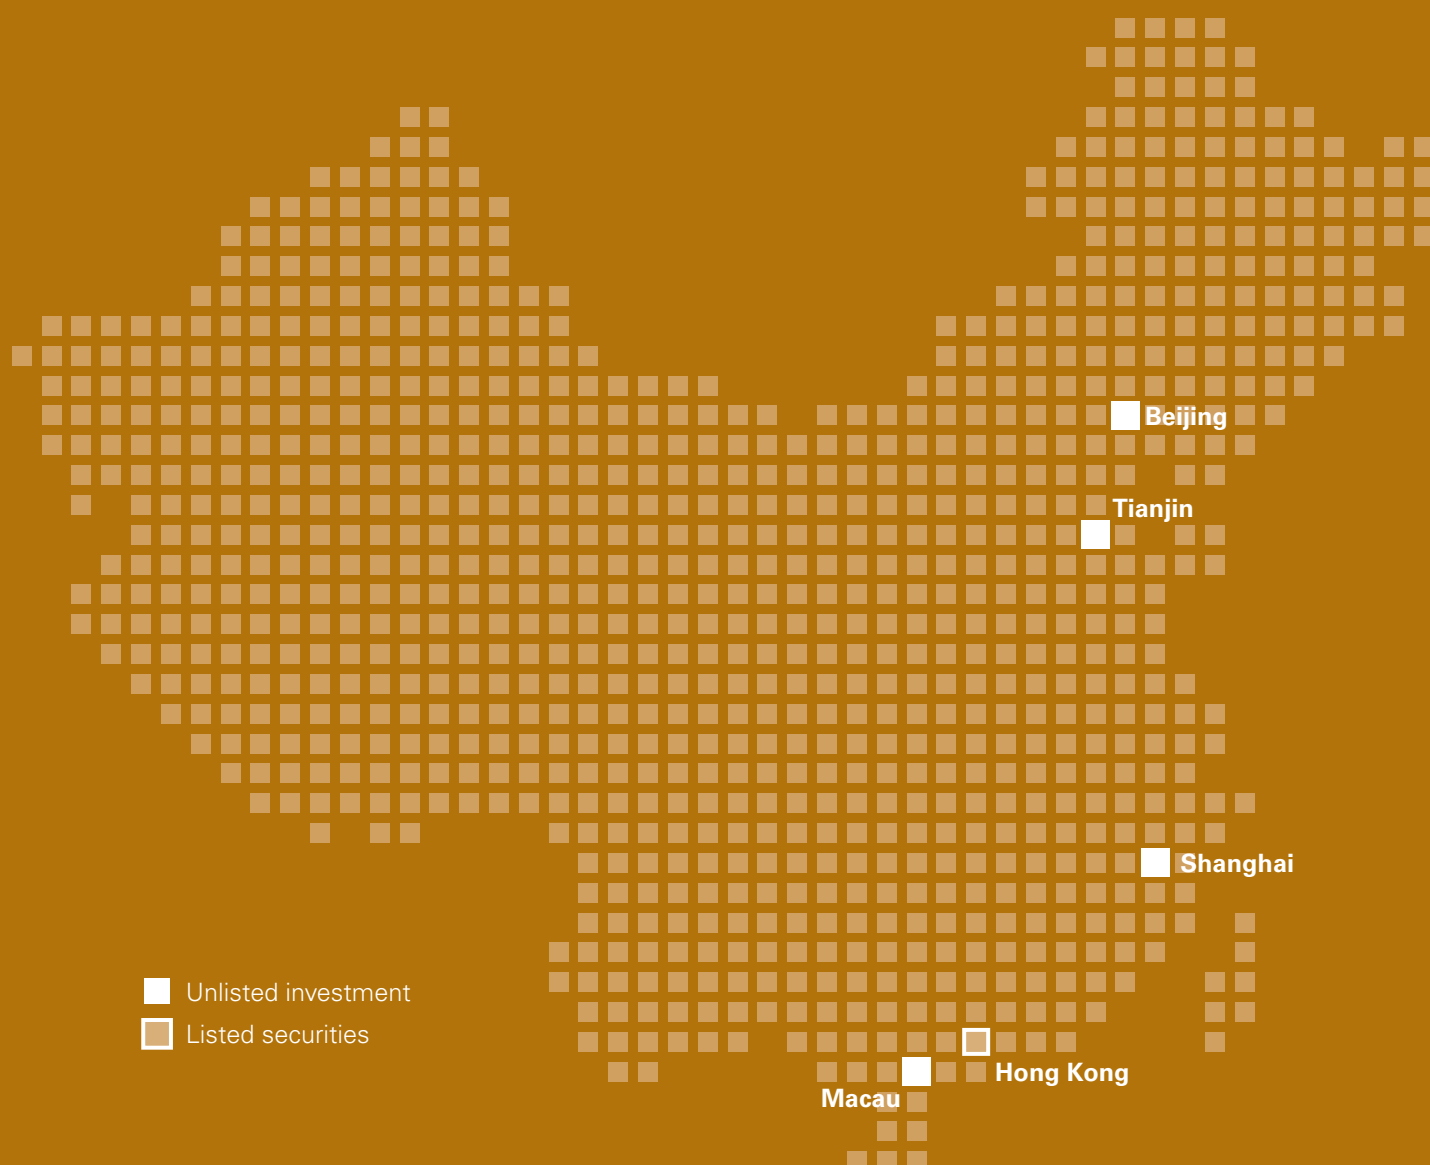 Beijing
Tianjin
Shanghai
Unlisted investment
Listed securities
Hong Kong
Macau